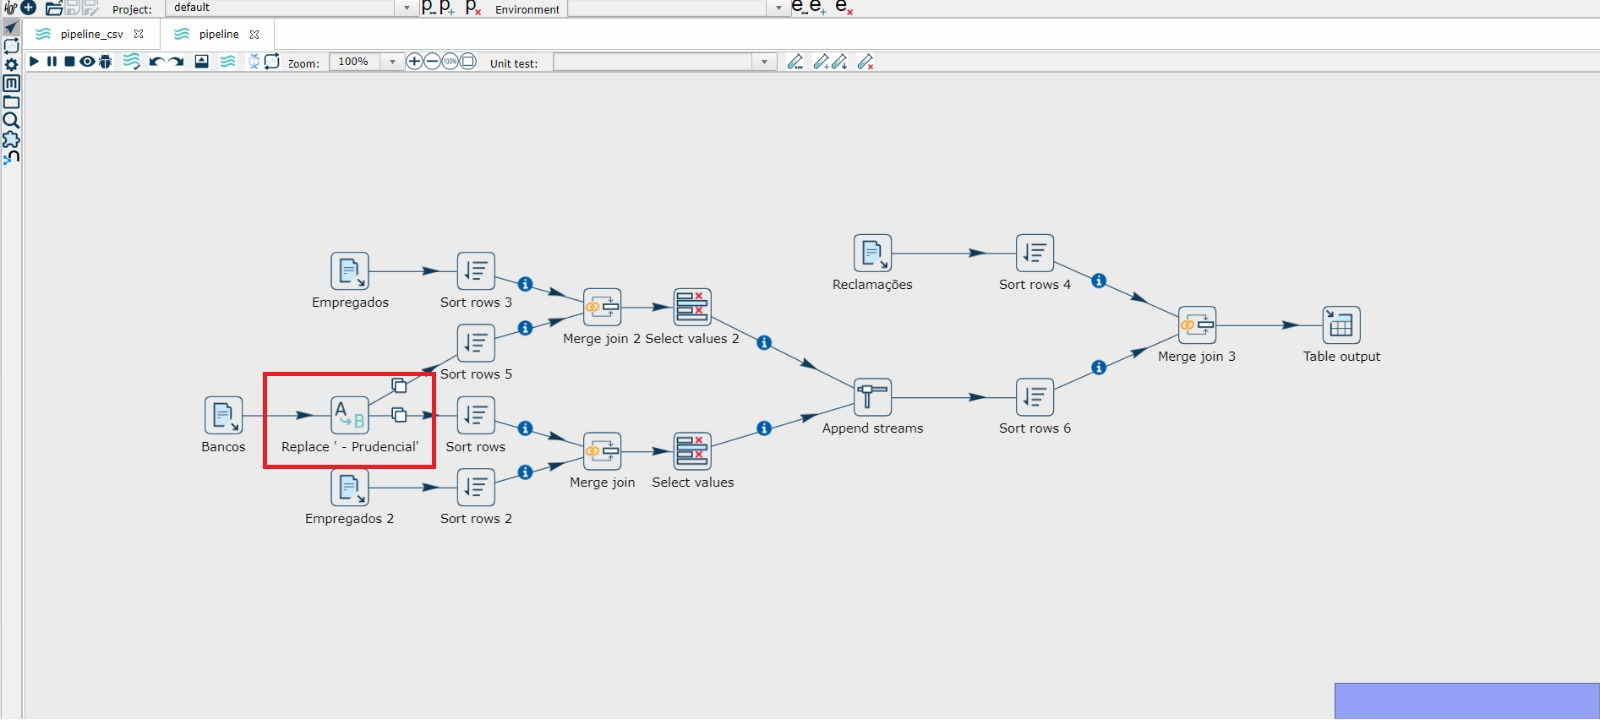 Project: default Environment
pipeline_csv pipeline
Zoom: 100% 100% Unit test:
Empregados
Sort rows 3
Merge join 2
Select values 2
Sort rows 5
Bancos
Replace ' - Prudencial'
Sort rows
Merge join
Select values
Empregados 2
Sort rows 2
Reclamações
Sort rows 4
Append streams
Sort rows 6
Merge join 3
Table output